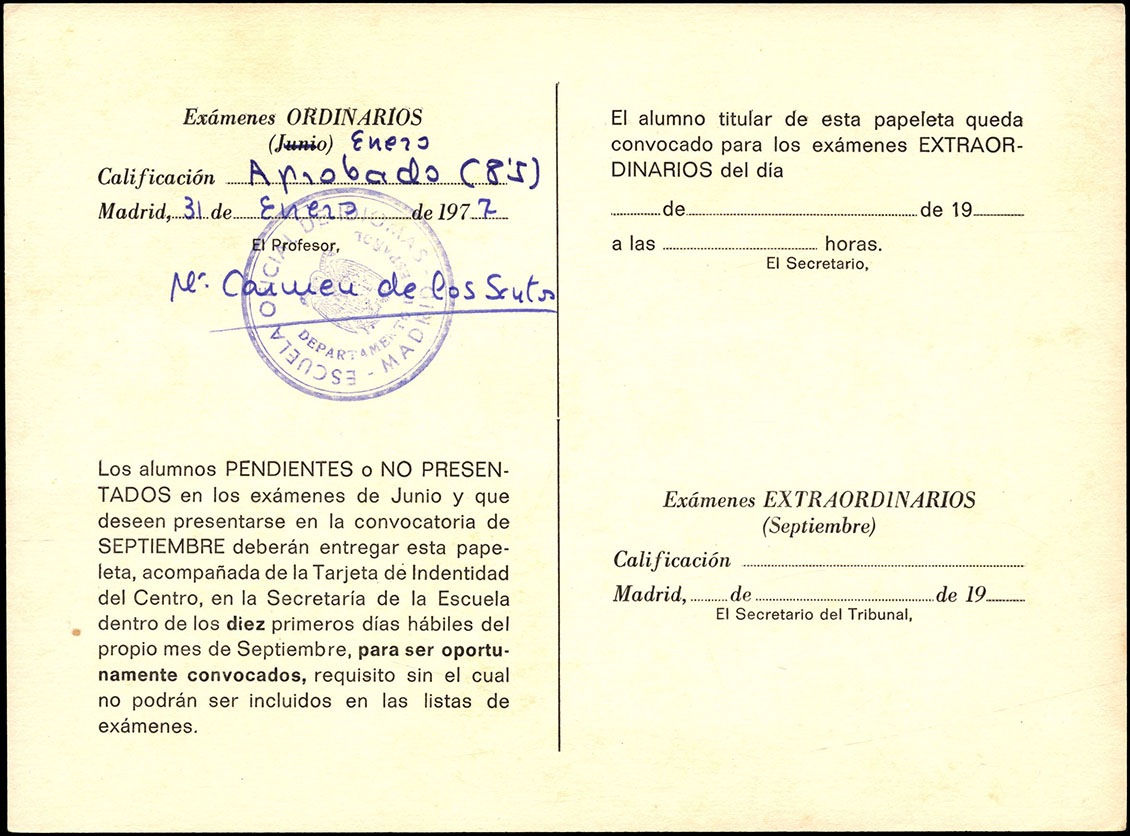 Exámenes ORDINARIOS
(Junio) Enero
Calificación Aprobado (8'5)
Madrid, 31 de Enero de 1977
El Profesor,
Mª. Carmen de los Santos
ESCUELA OFICIAL DE IDIOMAS - MADRID -
DEPARTAMENTO ESPAÑOL
Los alumnos PENDIENTES o NO PRESEN-
TADOS en los exámenes de Junio y que
deseen presentarse en la convocatoria de
SEPTIEMBRE deberán entregar esta pape-
leta, acompañada de la Tarjeta de Indentidad
del Centro, en la Secretaría de la Escuela
dentro de los diez primeros días hábiles del
propio mes de Septiembre, para ser oportu-
namente convocados, requisito sin el cual
no podrán ser incluidos en las listas de
exámenes.
El alumno titular de esta papeleta queda
convocado para los exámenes EXTRAOR-
DINARIOS del día
de de 19
a las horas.
El Secretario,
Exámenes EXTRAORDINARIOS
(Septiembre)
Calificación
Madrid, de de 19
El Secretario del Tribunal,